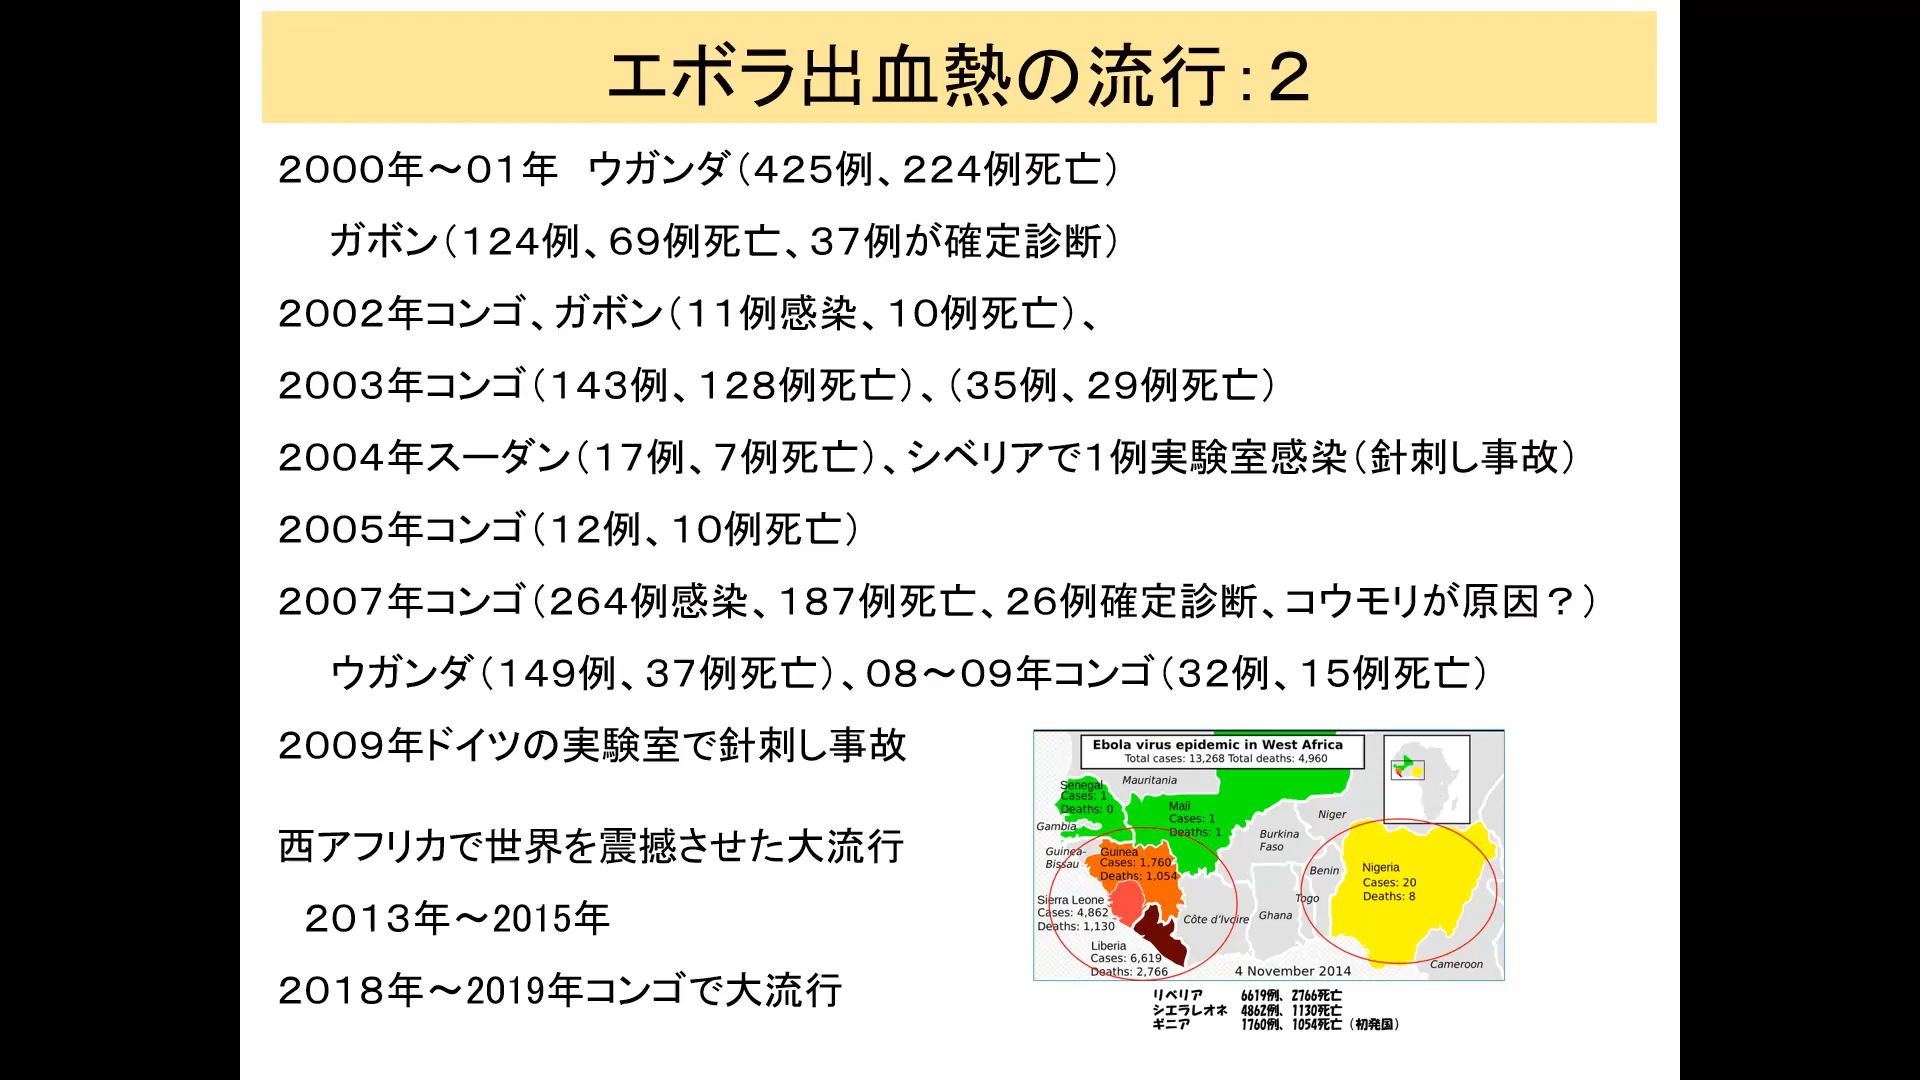 エボラ出血熱の流行：２
２０００年～０１年　ウガンダ（４２５例、２２４例死亡）
ガボン（１２４例、６９例死亡、３７例が確定診断）
２００２年コンゴ、ガボン（１１例感染、１０例死亡）、
２００３年コンゴ（１４３例、１２８例死亡）、（３５例、２９例死亡）
２００４年スーダン（１７例、７例死亡）、シベリアで１例実験室感染（針刺し事故）
２００５年コンゴ（１２例、１０例死亡）
２００７年コンゴ（２６４例感染、１８７例死亡、２６例確定診断、コウモリが原因？）
ウガンダ（１４９例、３７例死亡）、０８～０９年コンゴ（３２例、１５例死亡）
２００９年ドイツの実験室で針刺し事故
西アフリカで世界を震撼させた大流行
２０１３年～2015年
２０１８年～2019年コンゴで大流行
Ebola virus epidemic in West Africa
Total cases: 13,268 Total deaths: 4,960
Mauritania
Senegal
Cases: 1
Deaths: 0
Mali
Cases: 1
Deaths: 1
Niger
Gambia
Burkina
Faso
Guinea-
Bissau
Guinea
Cases: 1,760
Deaths: 1,054
Benin
Nigeria
Cases: 20
Deaths: 8
Togo
Sierra Leone
Cases: 4,862
Deaths: 1,130
Côte d'Ivoire
Ghana
Liberia
Cases: 6,619
Deaths: 2,766
Cameroon
4 November 2014
リベリア　6619例、2766死亡
シエラレオネ　4862例、1130死亡
ギニア　1760例、1054死亡（初発国）